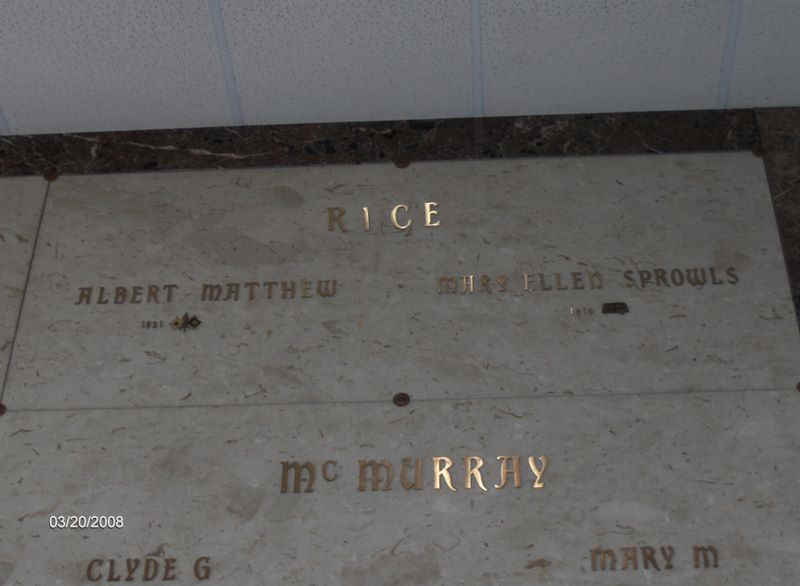 RICE
ALBERT MATTHEW
MARY ELLEN SPROWLS
McMURRAY
03/20/2008
CLYDE G
MARY M